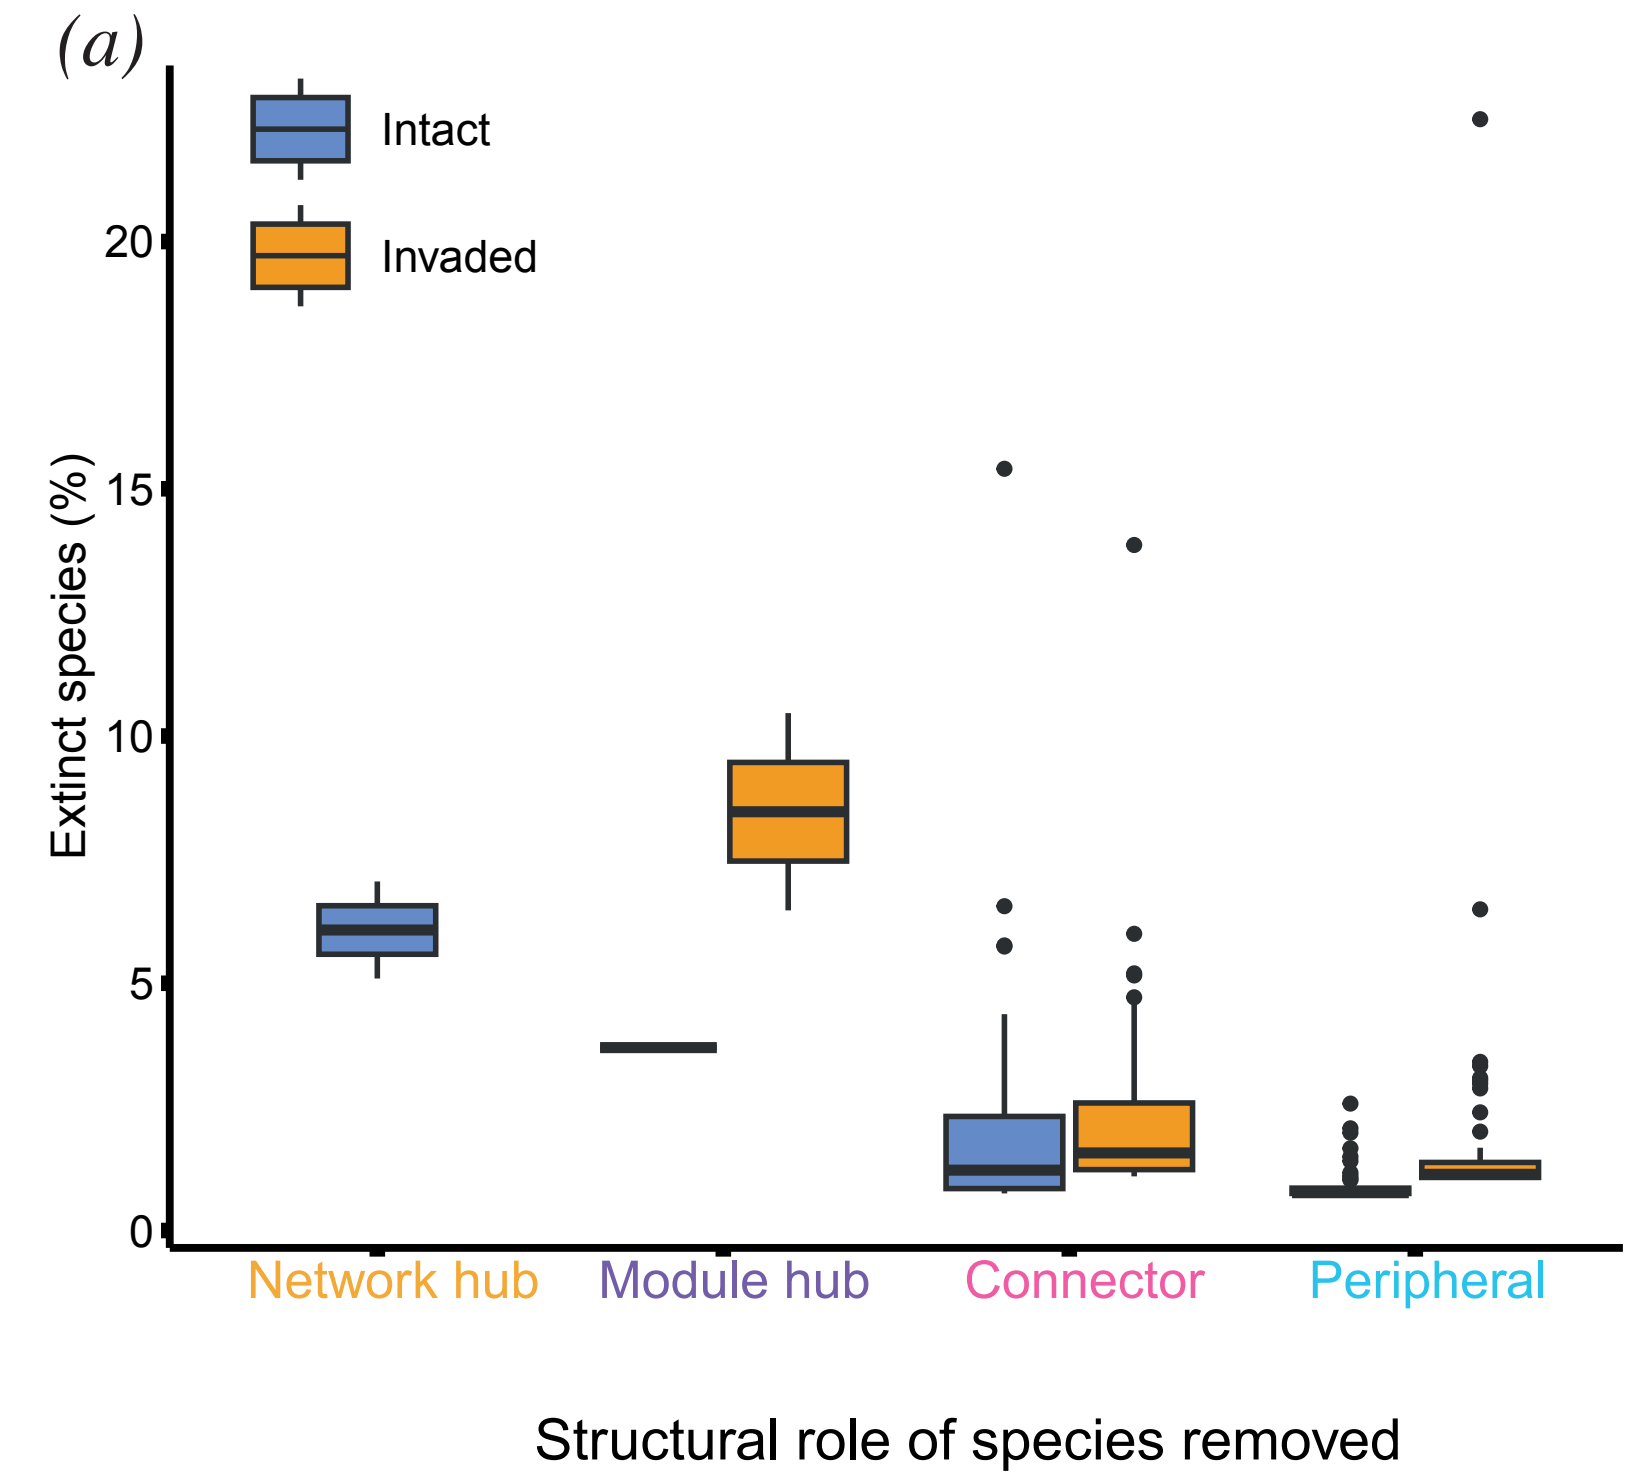 (a)
Intact
Invaded
20
15
10
5
0
Extinct species (%)
Network hub Module hub Connector Peripheral
Structural role of species removed